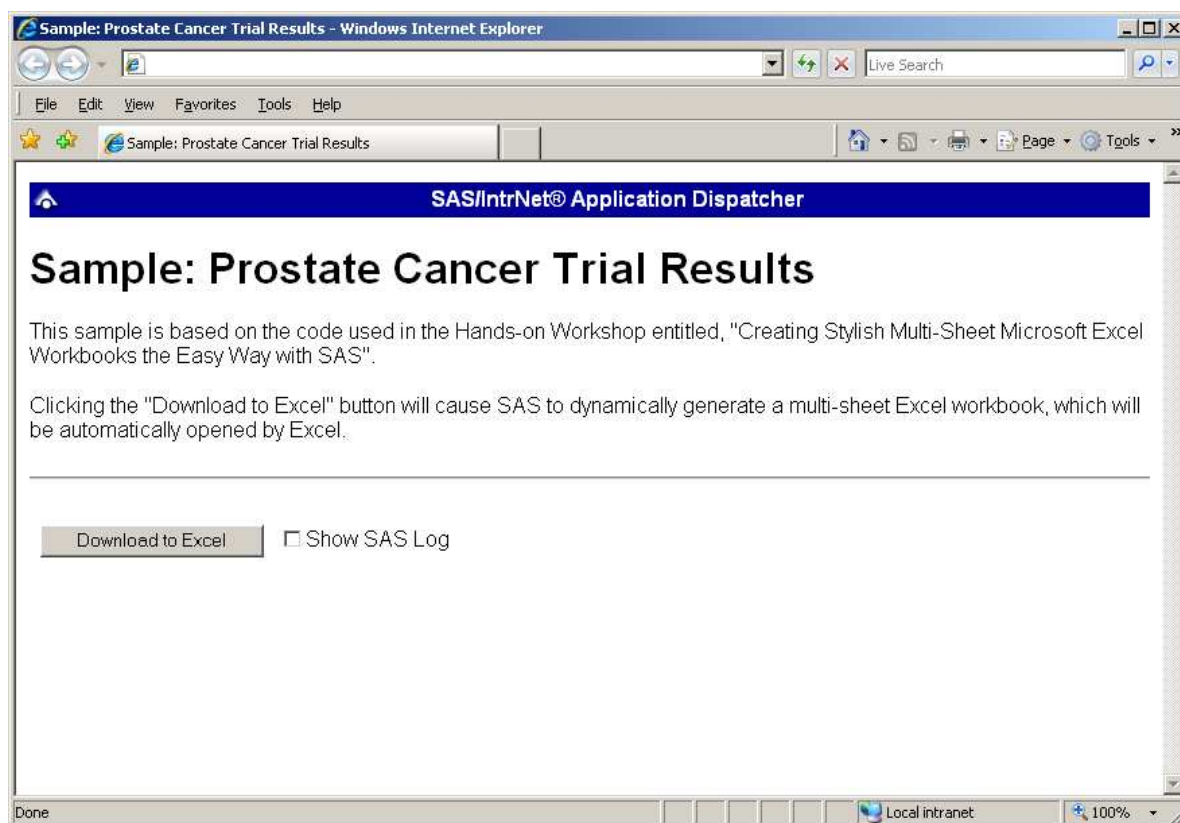 Sample: Prostate Cancer Trial Results - Windows Internet Explorer
Live Search
File Edit View Favorites Tools Help
Sample: Prostate Cancer Trial Results
Page Tools
SAS/IntrNet® Application Dispatcher
Sample: Prostate Cancer Trial Results
This sample is based on the code used in the Hands-on Workshop entitled, "Creating Stylish Multi-Sheet Microsoft Excel
Workbooks the Easy Way with SAS".
Clicking the "Download to Excel" button will cause SAS to dynamically generate a multi-sheet Excel workbook, which will
be automatically opened by Excel.
Download to Excel Show SAS Log
Done Local intranet 100%